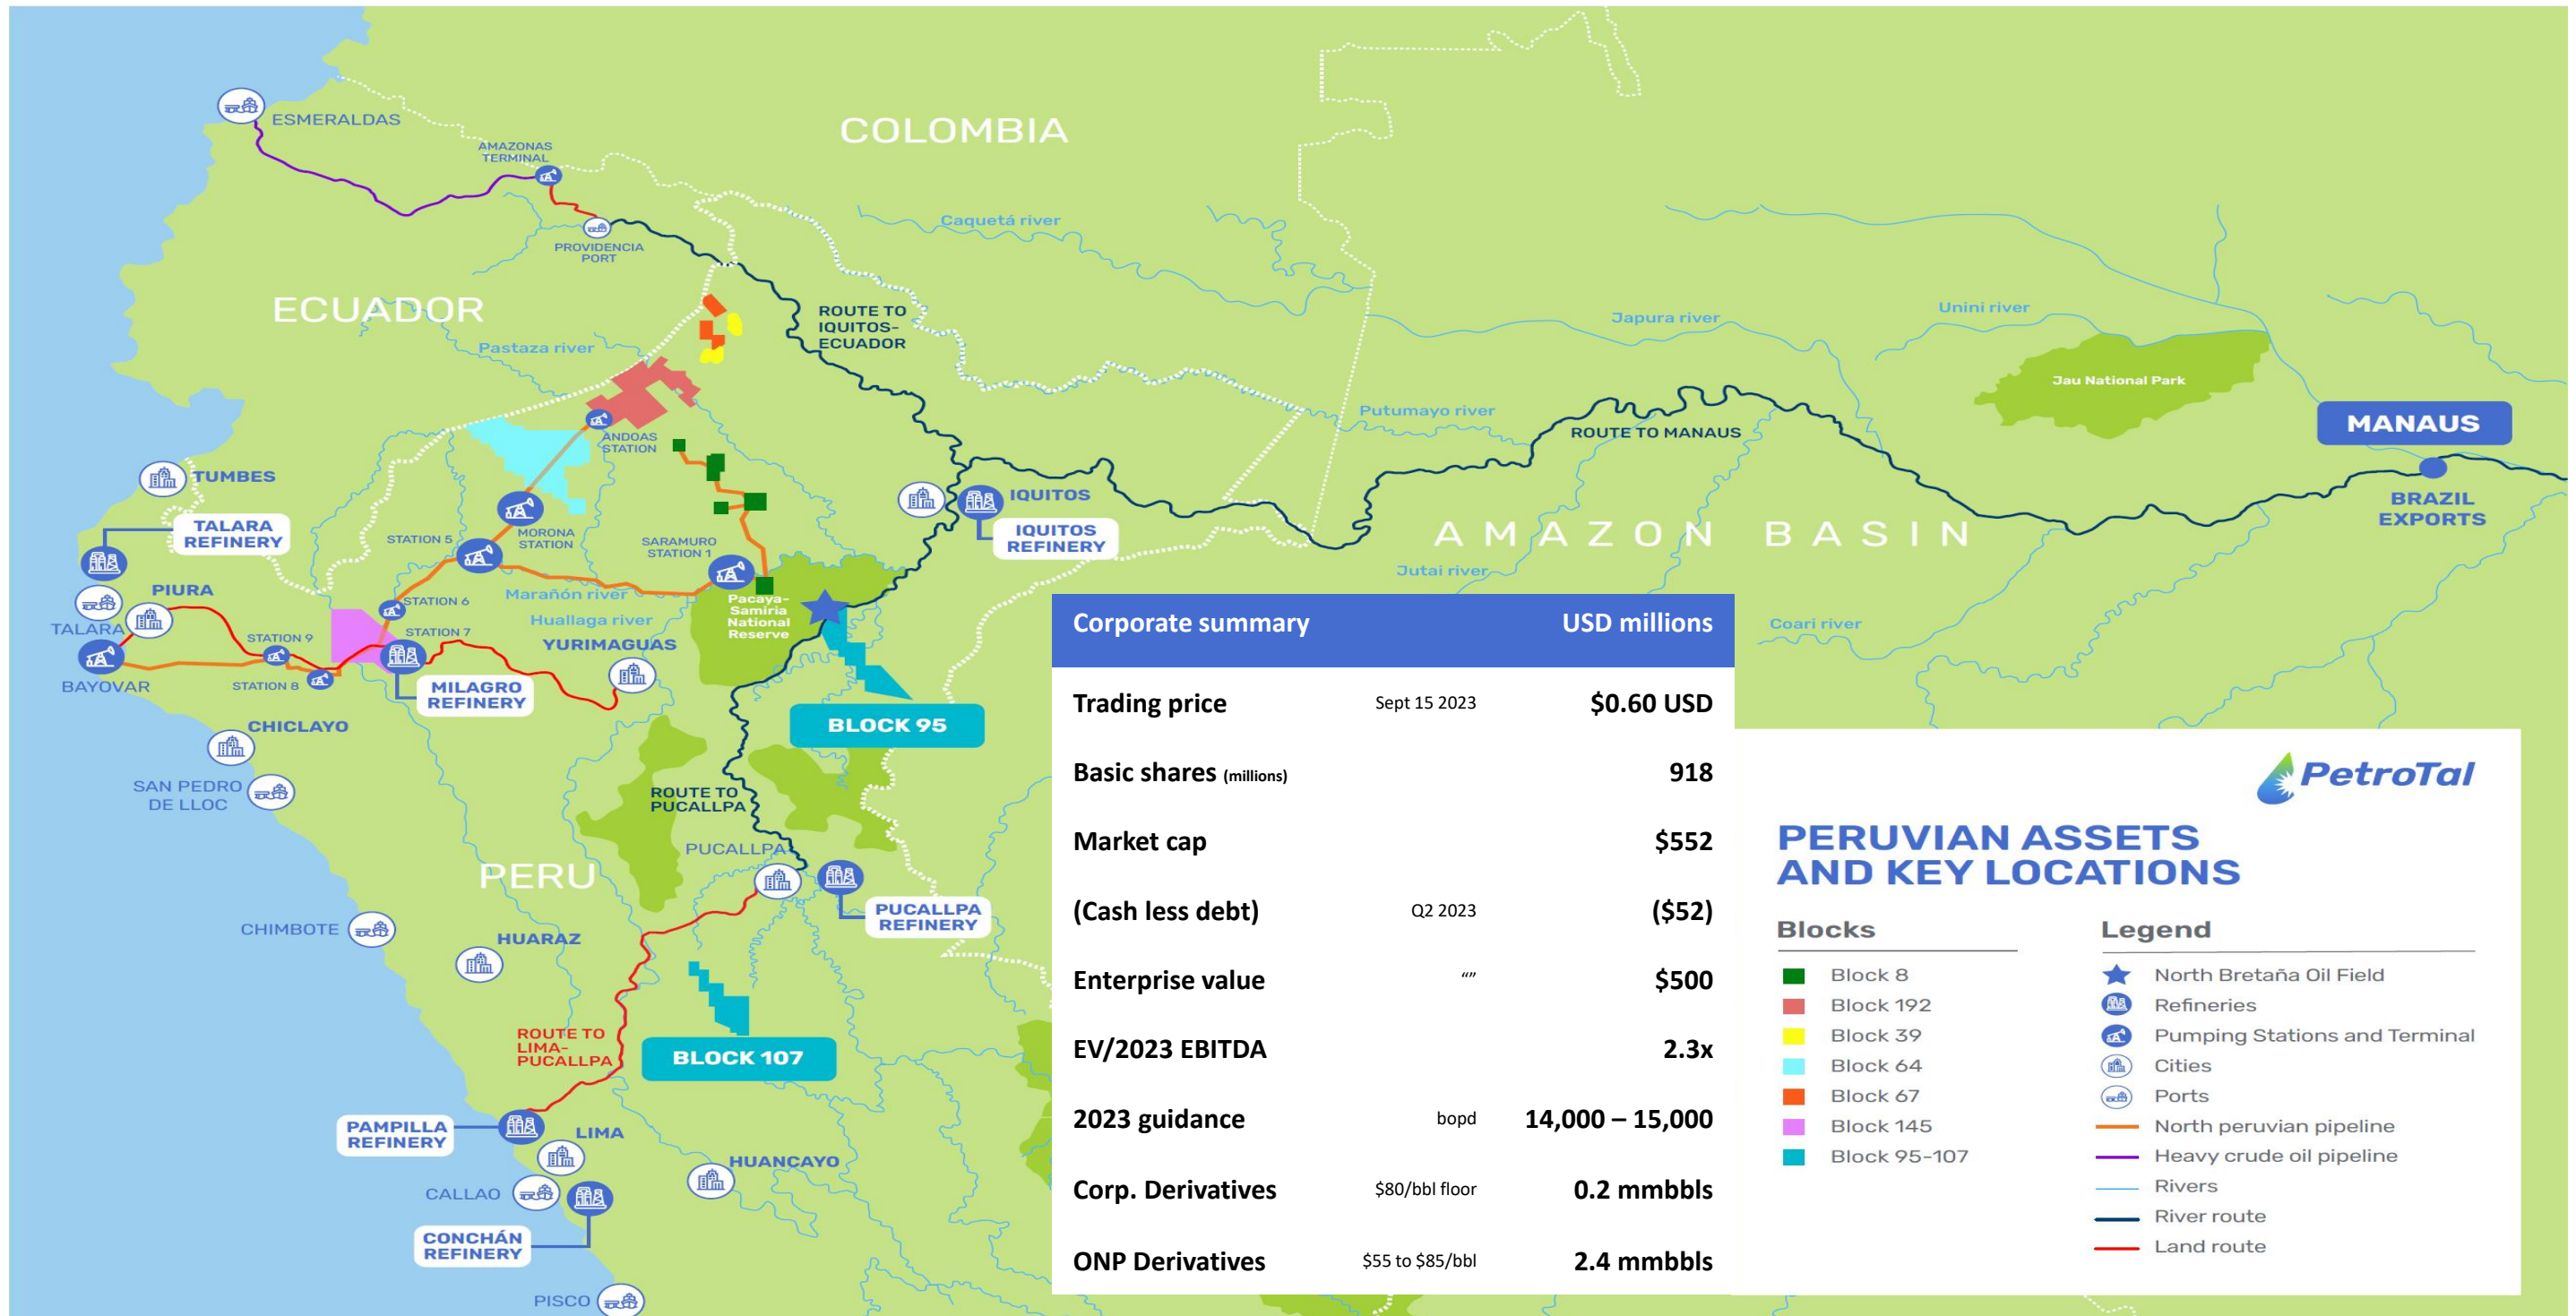 ESMERALDAS
AMAZONAS
TERMINAL
COLOMBIA
PROVIDENCIA
PORT
Caquetá river
ECUADOR
ROUTE TO
IQUITOS-
ECUADOR
Pastaza river
Japura river
Unini river
Jau National Park
Putumayo river
ROUTE TO MANAUS
MANAUS
BRAZIL
EXPORTS
ANDOAS
STATION
TUMBES
TALARA
REFINERY
STATION 5
MORONA
STATION
SARAMURO
STATION 1
IQUITOS
IQUITOS
REFINERY
AMAZON BASIN
Jutai river
PIURA
TALARA
STATION 6
Marañón river
Huallaga river
Pacaya-
Samiria
National
Reserve
STATION 9
STATION 7
YURIMAGUAS
BAYOVAR
STATION 8
MILAGRO
REFINERY
Coari river
BLOCK 95
CHICLAYO
SAN PEDRO
DE LLOC
ROUTE TO
PUCALLPA
PERU
PUCALLPA
PUCALLPA
REFINERY
CHIMBOTE
HUARAZ
ROUTE TO
LIMA-
PUCALLPA
BLOCK 107
PAMPILLA
REFINERY
LIMA
HUANCAYO
CALLAO
CONCHÁN
REFINERY
PISCO
Corporate summary USD millions
Trading price Sept 15 2023 $0.60 USD
Basic shares (millions) 918
Market cap $552
(Cash less debt) Q2 2023 ($52)
Enterprise value “” $500
EV/2023 EBITDA 2.3x
2023 guidance bopd 14,000 – 15,000
Corp. Derivatives $80/bbl floor 0.2 mmbbls
ONP Derivatives $55 to $85/bbl 2.4 mmbbls
PetroTal
PERUVIAN ASSETS
AND KEY LOCATIONS
Blocks
Block 8
Block 192
Block 39
Block 64
Block 67
Block 145
Block 95-107
Legend
North Bretaña Oil Field
Refineries
Pumping Stations and Terminal
Cities
Ports
North peruvian pipeline
Heavy crude oil pipeline
Rivers
River route
Land route